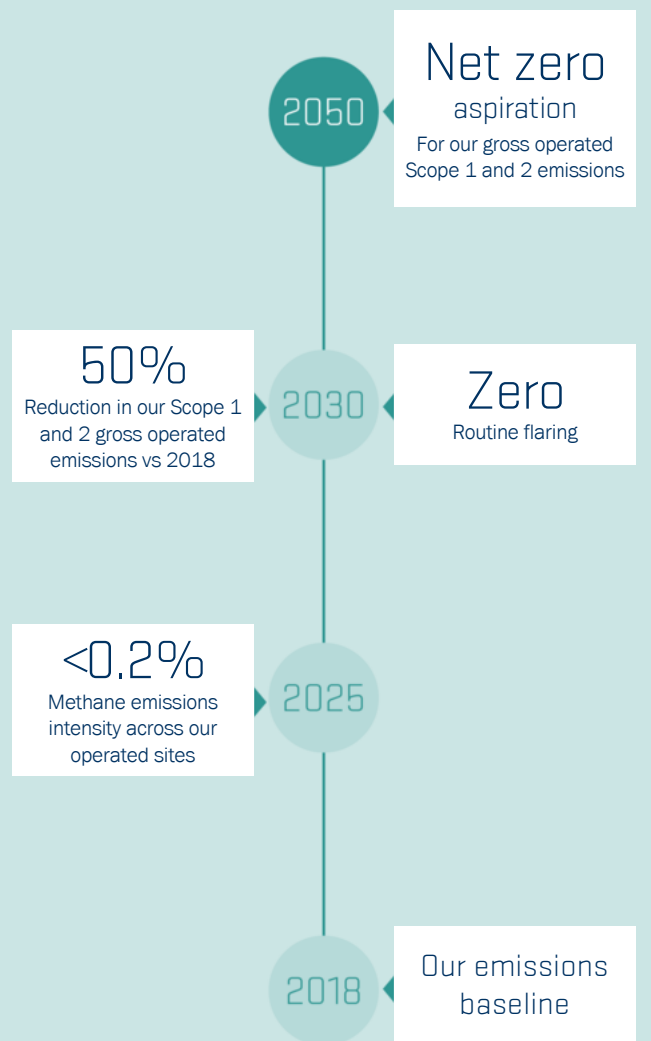 2050
Net zero
aspiration
For our gross operated
Scope 1 and 2 emissions
50%
Reduction in our Scope 1
and 2 gross operated
emissions vs 2018
2030
Zero
Routine flaring
<0.2%
Methane emissions
intensity across our
operated sites
2025
2018
Our emissions
baseline